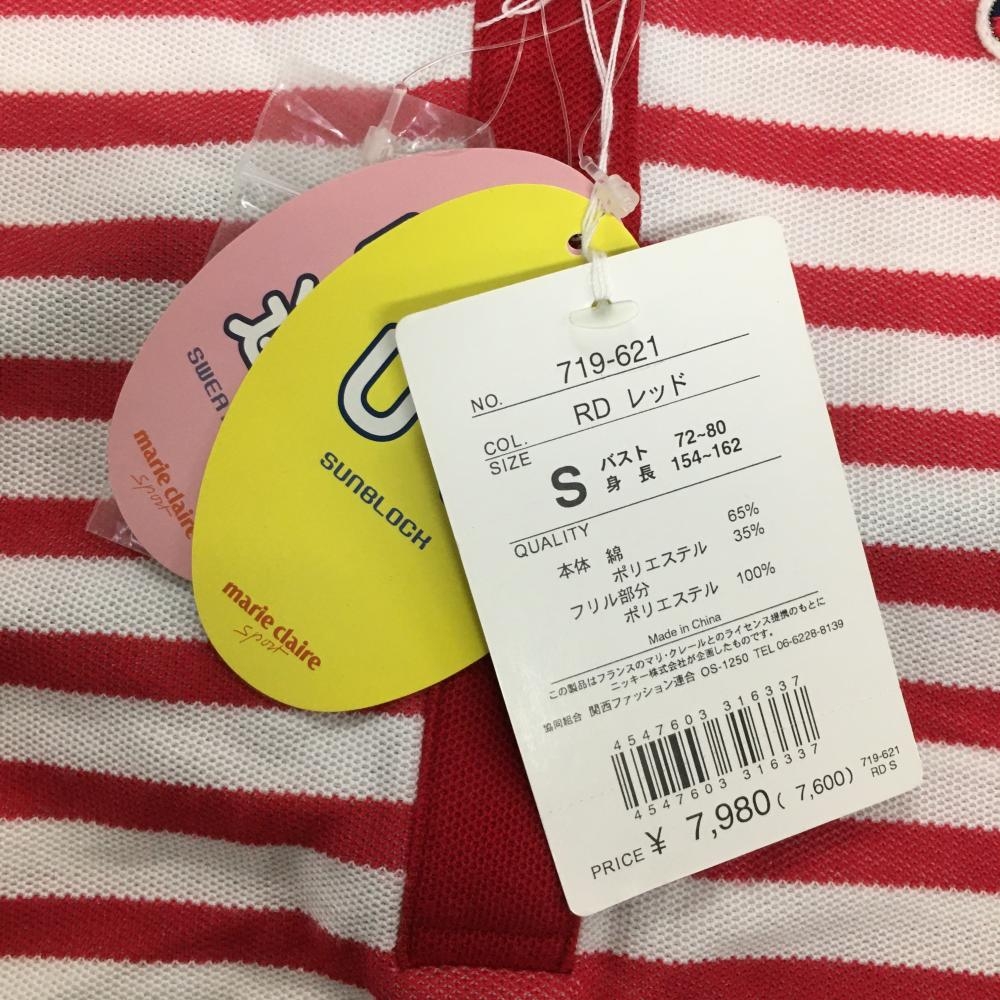 SWEA
marie claire
sport
U
SUNBLOCK
marie claire
sport
NO. 719-621
COL. RD レッド
SIZE S バスト 72~80
身 長 154~162
QUALITY
本体 綿 65%
ポリエステル 35%
フリル部分
ポリエステル 100%
Made in China
この製品はフランスのマリ・クレールとのライセンス提携のもとに
ニッキー株式会社が企画したものです。
協同組合 関西ファッション連合 OS-1250 TEL 06-6228-8139
4547603 316337
4547603 316337
PRICE ¥ 7,980 ( 7,600) 719-621
RD S